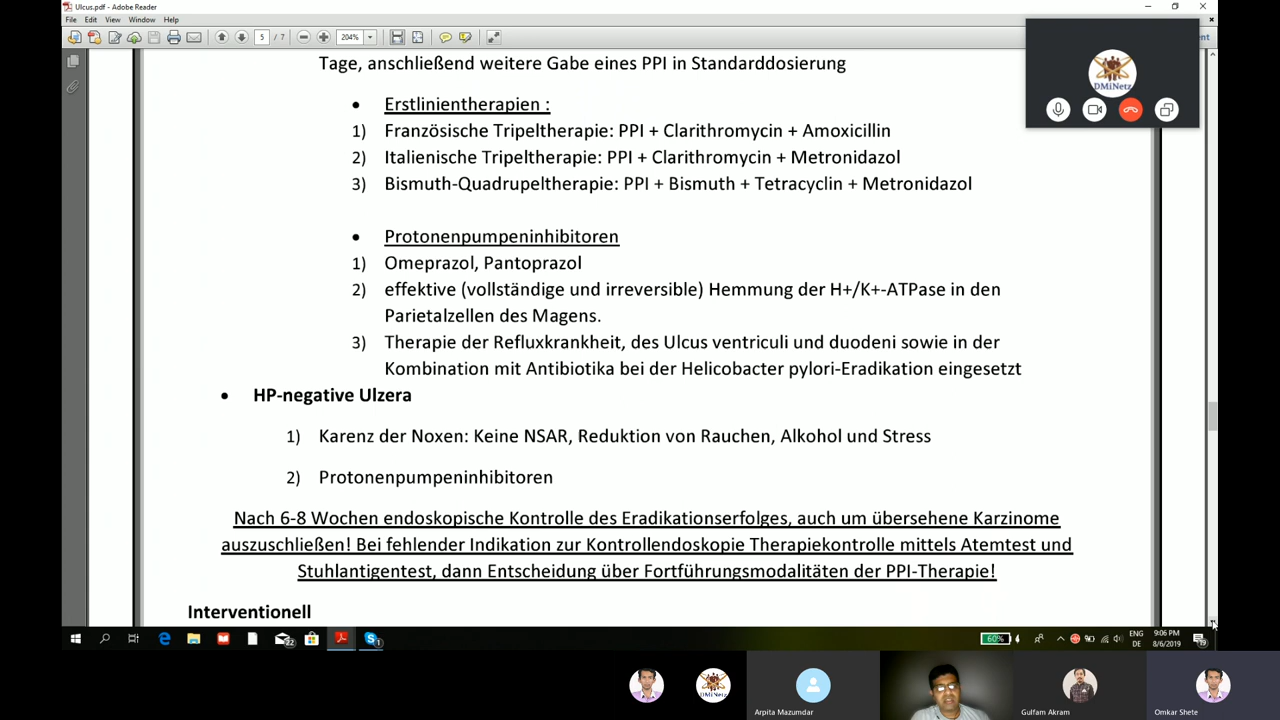 Ulcus.pdf - Adobe Reader
File Edit View Window Help
5 / 7 204%
Tage, anschließend weitere Gabe eines PPI in Standarddosierung
• Erstlinientherapien :
1) Französische Tripeltherapie: PPI + Clarithromycin + Amoxicillin
2) Italienische Tripeltherapie: PPI + Clarithromycin + Metronidazol
3) Bismuth-Quadrupeltherapie: PPI + Bismuth + Tetracyclin + Metronidazol
• Protonenpumpeninhibitoren
1) Omeprazol, Pantoprazol
2) effektive (vollständige und irreversible) Hemmung der H+/K+-ATPase in den
Parietalzellen des Magens.
3) Therapie der Refluxkrankheit, des Ulcus ventriculi und duodeni sowie in der
Kombination mit Antibiotika bei der Helicobacter pylori-Eradikation eingesetzt
• HP-negative Ulzera
1) Karenz der Noxen: Keine NSAR, Reduktion von Rauchen, Alkohol und Stress
2) Protonenpumpeninhibitoren
Nach 6-8 Wochen endoskopische Kontrolle des Eradikationserfolges, auch um übersehene Karzinome
auszuschließen! Bei fehlender Indikation zur Kontrollendoskopie Therapiekontrolle mittels Atemtest und
Stuhlantigentest, dann Entscheidung über Fortführungsmodalitäten der PPI-Therapie!
Interventionell
DMiNetz
60%
ENG
DE
9:06 PM
8/6/2019
DMiNetz
Arpita Mazumdar
Gulfam Akram
Omkar Shete